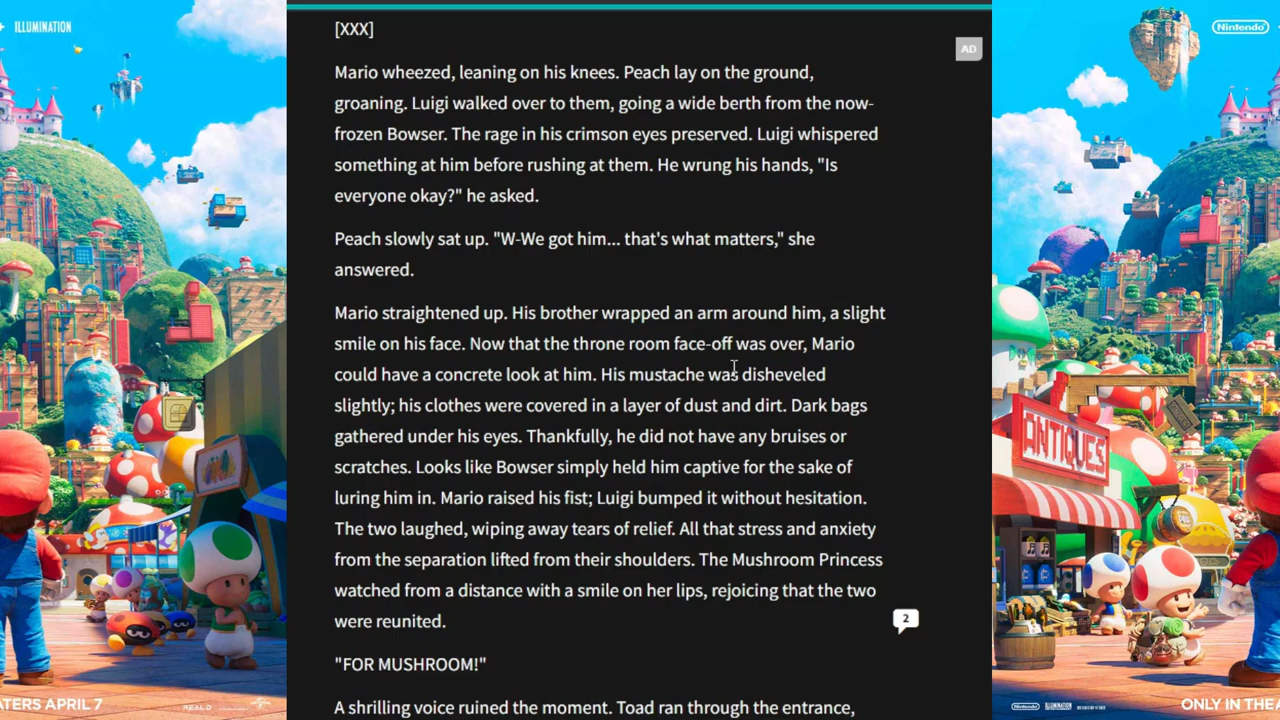 ILLUMINATION
[XXX]
Nintendo
AD
Mario wheezed, leaning on his knees. Peach lay on the ground,
groaning. Luigi walked over to them, going a wide berth from the now-
frozen Bowser. The rage in his crimson eyes preserved. Luigi whispered
something at him before rushing at them. He wrung his hands, "Is
everyone okay?" he asked.
Peach slowly sat up. "W-We got him... that's what matters," she
answered.
Mario straightened up. His brother wrapped an arm around him, a slight
smile on his face. Now that the throne room face-off was over, Mario
could have a concrete look at him. His mustache was disheveled
slightly; his clothes were covered in a layer of dust and dirt. Dark bags
gathered under his eyes. Thankfully, he did not have any bruises or
scratches. Looks like Bowser simply held him captive for the sake of
luring him in. Mario raised his fist; Luigi bumped it without hesitation.
The two laughed, wiping away tears of relief. All that stress and anxiety
from the separation lifted from their shoulders. The Mushroom Princess
watched from a distance with a smile on her lips, rejoicing that the two
were reunited.
2
"FOR MUSHROOM!"
A shrilling voice ruined the moment. Toad ran through the entrance,
ANTIQUES
ATERS APRIL 7
REAL D
Nintendo
ILLUMINATION
ONLY IN THEA